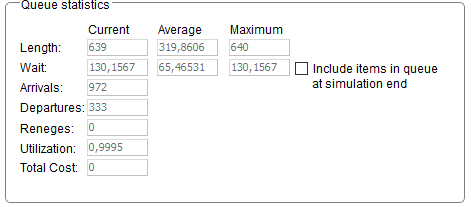 Queue statistics
Current Average Maximum
Length: 639 319,8606 640
Wait: 130,1567 65,46531 130,1567 Include items in queue
at simulation end
Arrivals: 972
Departures: 333
Reneges: 0
Utilization: 0,9995
Total Cost: 0